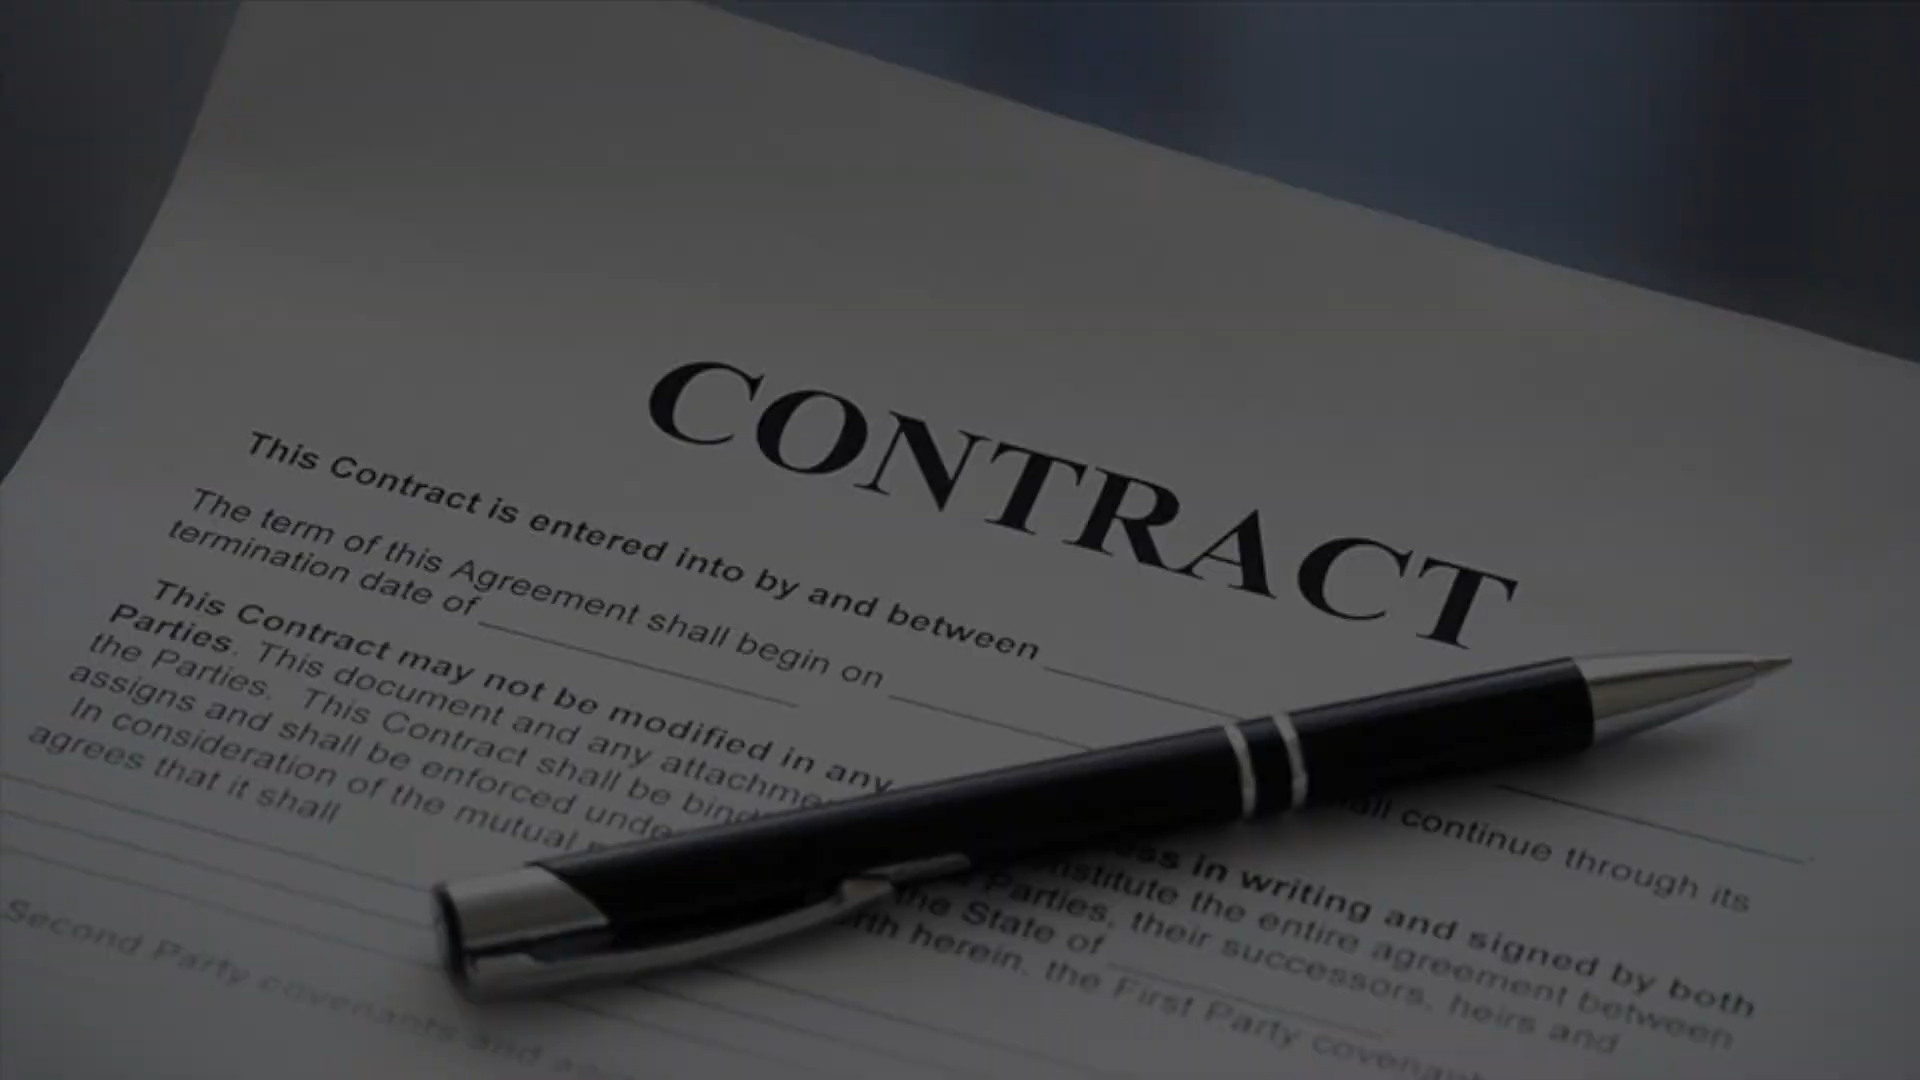 CONTRACT
This Contract is entered into by and between
The term of this Agreement shall begin on
all continue through its
termination date of
This Contract may not be modified in any
ess in writing and signed by both
Parties. This document and any attachme
nstitute the entire agreement between
the Parties. This Contract shall be bind
Parties, their successors, heirs and
assigns and shall be enforced unde
the State of
In consideration of the mutual
rth herein, the First Party covenan
agrees that it shall
Second Party covenants and